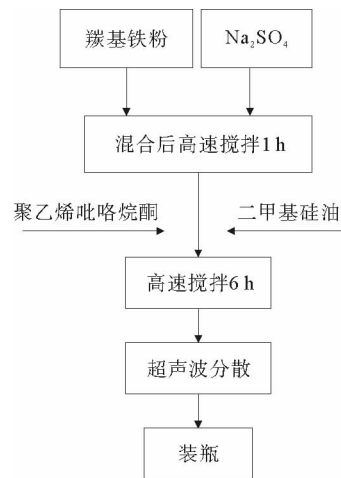 羰基铁粉
Na₂SO₄
混合后高速搅拌1 h
聚乙烯吡咯烷酮
二甲基硅油
高速搅拌6 h
超声波分散
装瓶